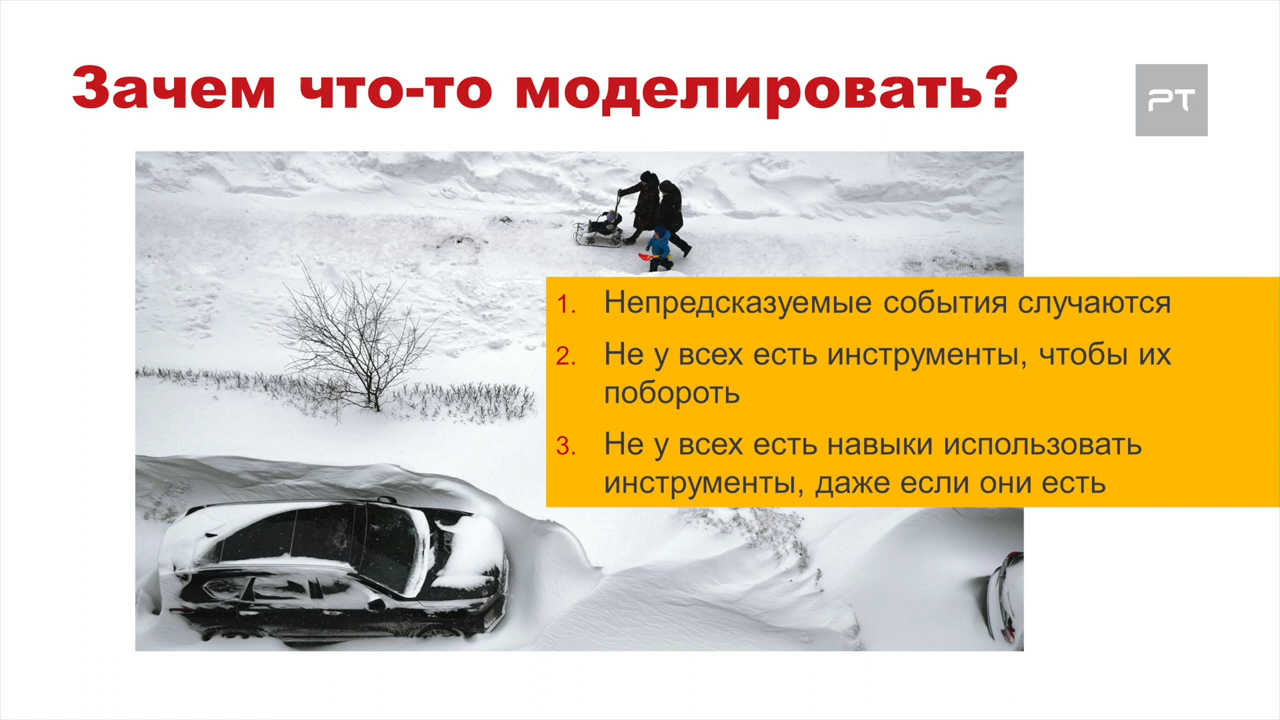 Зачем что-то моделировать?
PT
1. Непредсказуемые события случаются
2. Не у всех есть инструменты, чтобы их
побороть
3. Не у всех есть навыки использовать
инструменты, даже если они есть